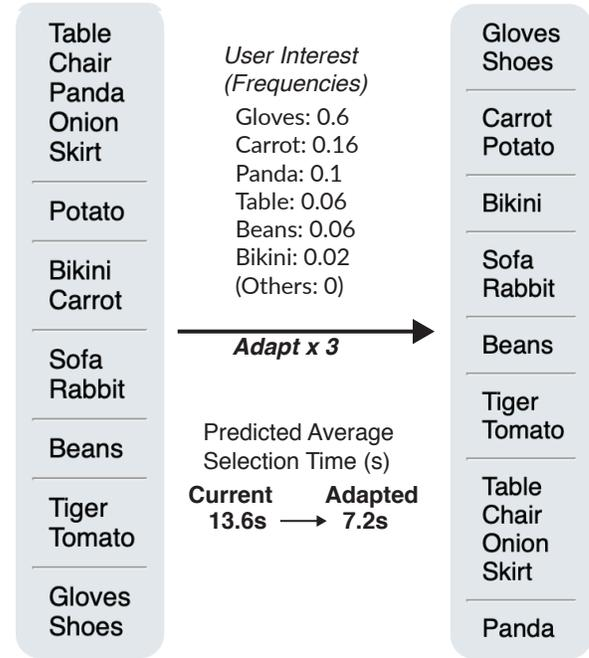 Table
Chair
Panda
Onion
Skirt
Potato
Bikini
Carrot
Sofa
Rabbit
Beans
Tiger
Tomato
Gloves
Shoes
User Interest
(Frequencies)
Gloves: 0.6
Carrot: 0.16
Panda: 0.1
Table: 0.06
Beans: 0.06
Bikini: 0.02
(Others: 0)
Adapt x 3
Predicted Average
Selection Time (s)
Current Adapted
13.6s 7.2s
Gloves
Shoes
Carrot
Potato
Bikini
Sofa
Rabbit
Beans
Tiger
Tomato
Table
Chair
Onion
Skirt
Panda